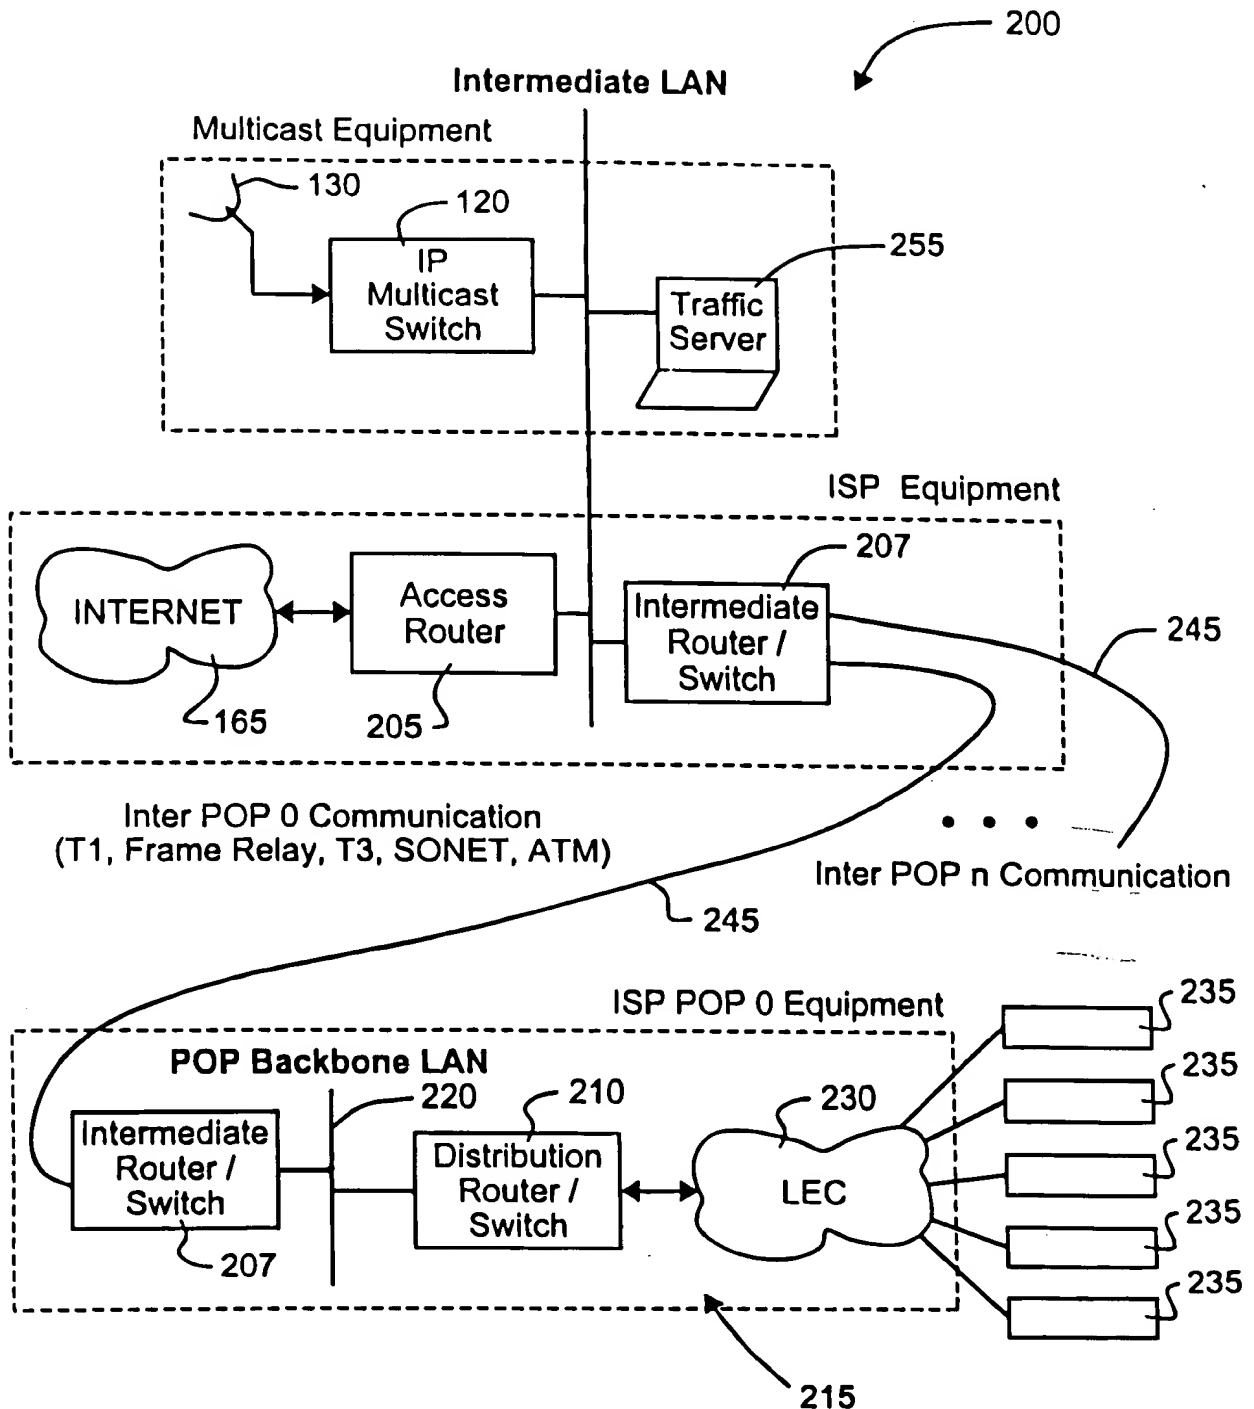 200
Intermediate LAN
Multicast Equipment
130
120
IP
Multicast
Switch
255
Traffic
Server
ISP Equipment
207
INTERNET
Access
Router
Intermediate
Router /
Switch
245
165
205
Inter POP 0 Communication
(T1, Frame Relay, T3, SONET, ATM)
Inter POP n Communication
245
ISP POP 0 Equipment
235
POP Backbone LAN
220
210
230
235
Intermediate
Router /
Switch
Distribution
Router /
Switch
LEC
235
235
207
235
215